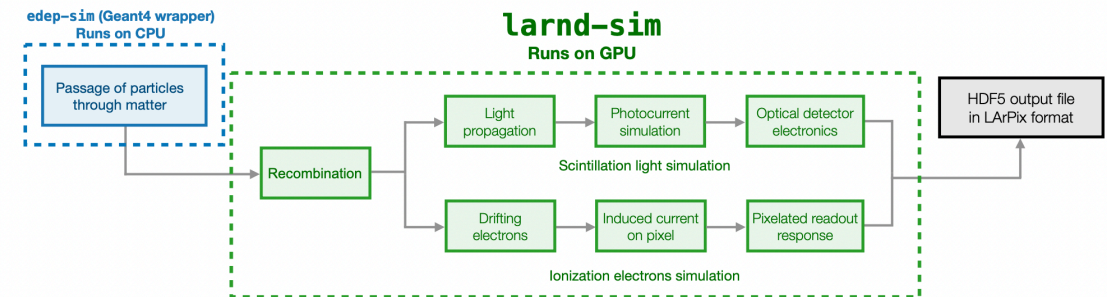 edep-sim (Geant4 wrapper)
Runs on CPU
larnd-sim
Runs on GPU
Passage of particles
through matter
Recombination
Light
propagation
Photocurrent
simulation
Optical detector
electronics
Scintillation light simulation
Drifting
electrons
Induced current
on pixel
Pixelated readout
response
Ionization electrons simulation
HDF5 output file
in LArPix format